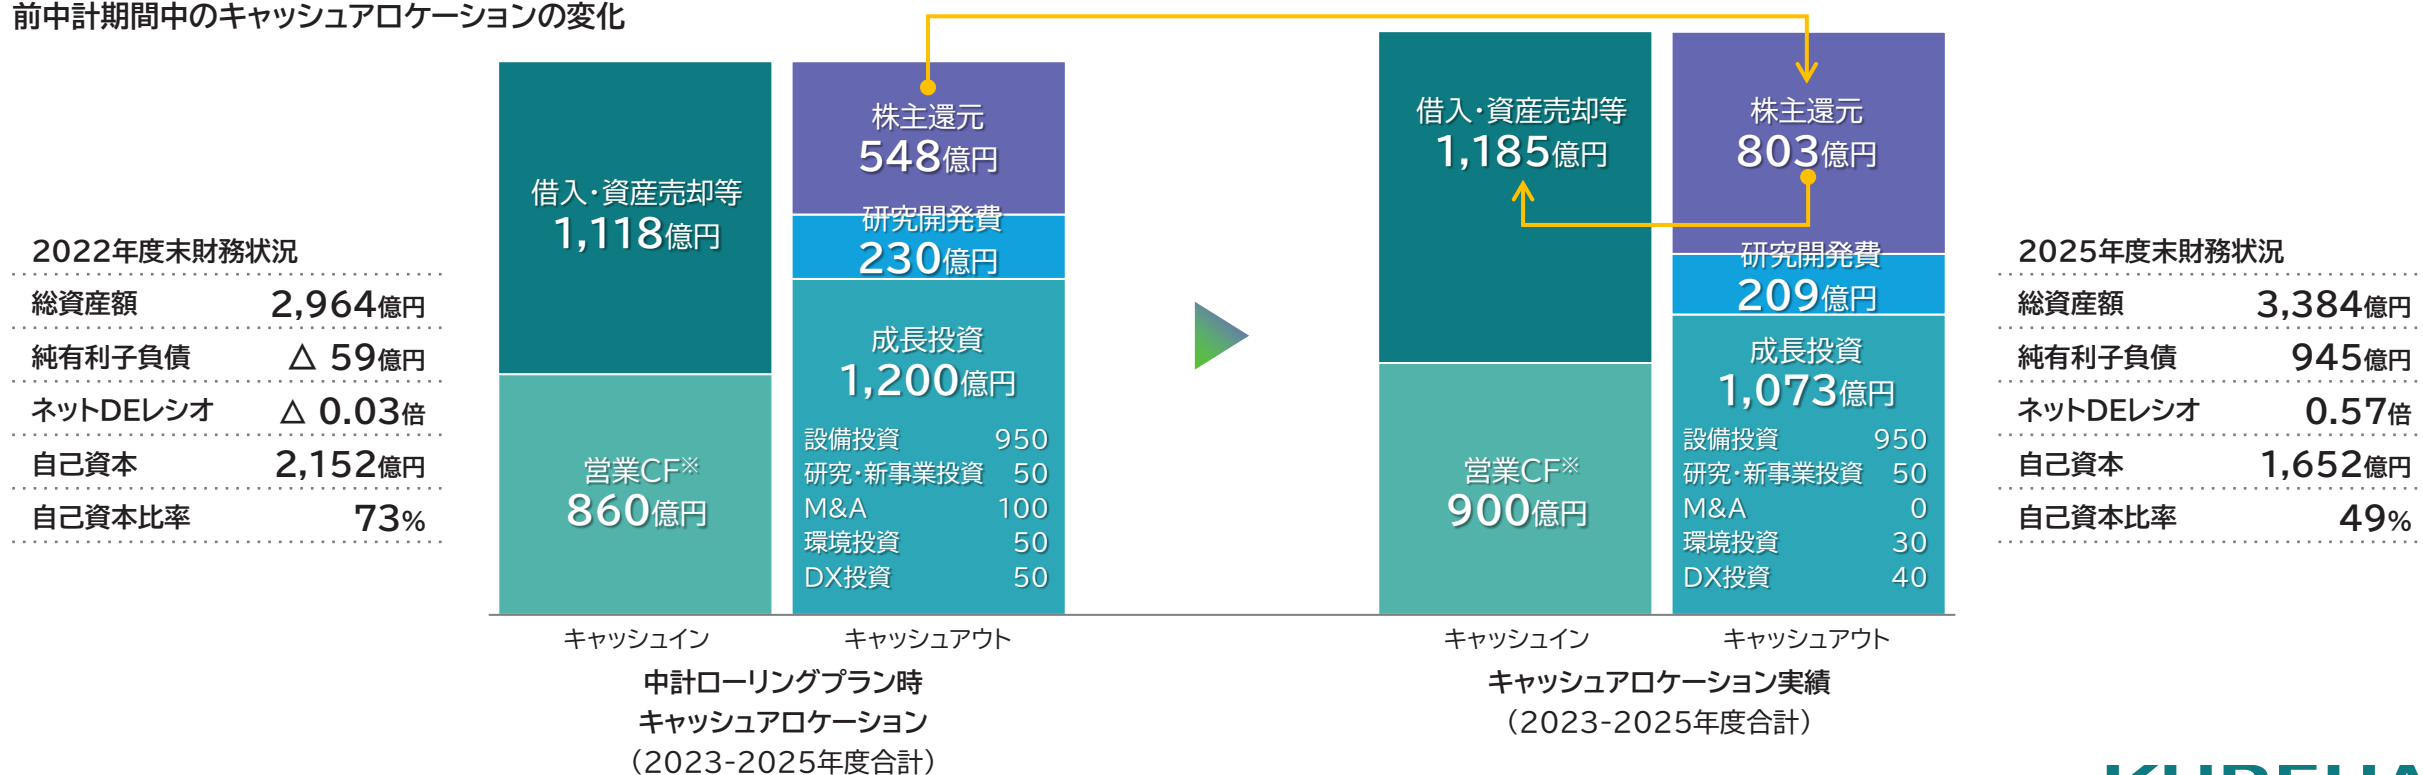 前中計期間中のキャッシュアロケーションの変化
2022年度末財務状況
総資産額 2,964億円
純有利子負債 △ 59億円
ネットDEレシオ △ 0.03倍
自己資本 2,152億円
自己資本比率 73%
借入・資産売却等
1,118億円
営業CF※
860億円
キャッシュイン
株主還元
548億円
研究開発費
230億円
成長投資
1,200億円
設備投資 950
研究・新事業投資 50
M&A 100
環境投資 50
DX投資 50
キャッシュアウト
中計ローリングプラン時
キャッシュアロケーション
（2023-2025年度合計）
借入・資産売却等
1,185億円
営業CF※
900億円
キャッシュイン
株主還元
803億円
研究開発費
209億円
成長投資
1,073億円
設備投資 950
研究・新事業投資 50
M&A 0
環境投資 30
DX投資 40
キャッシュアウト
キャッシュアロケーション実績
（2023-2025年度合計）
2025年度末財務状況
総資産額 3,384億円
純有利子負債 945億円
ネットDEレシオ 0.57倍
自己資本 1,652億円
自己資本比率 49%